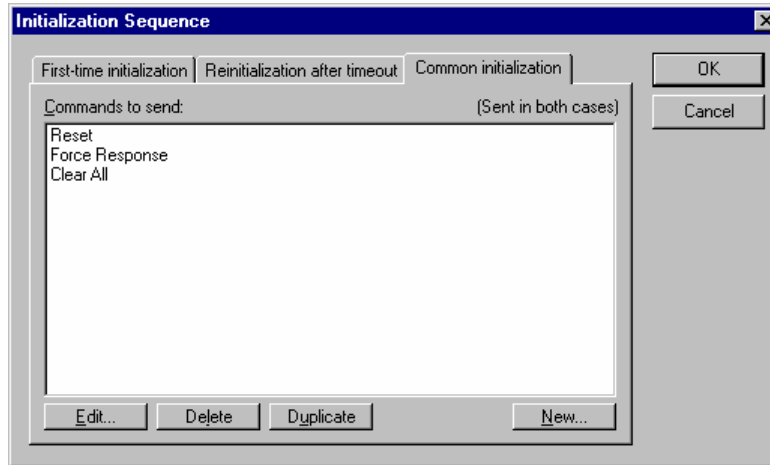 Initialization Sequence
First-time initialization Reinitialization after timeout Common initialization
OK
Commands to send: (Sent in both cases)
Cancel
Reset
Force Response
Clear All
Edit... Delete Duplicate New...